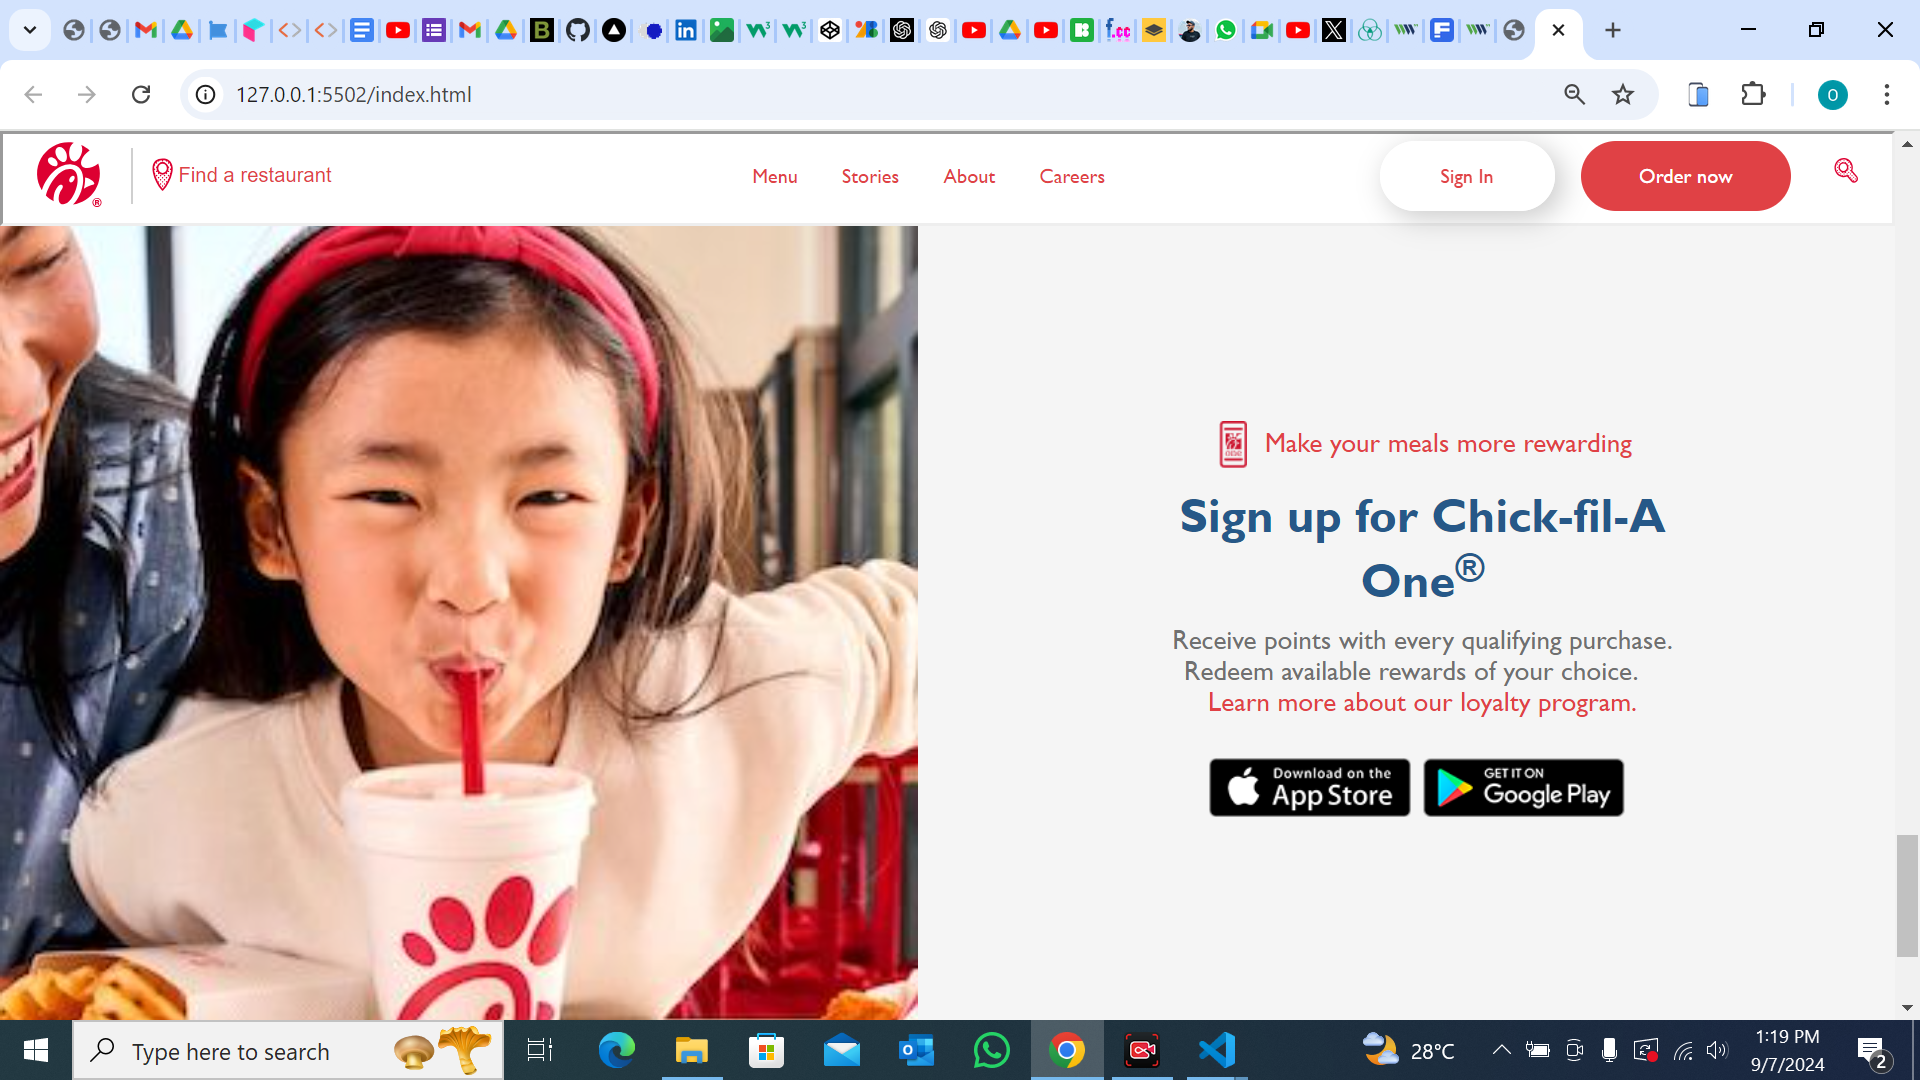 127.0.0.1:5502/index.html
O
Find a restaurant
Menu
Stories
About
Careers
Sign In
Order now
one
Make your meals more rewarding
Sign up for Chick-fil-A
One®
Receive points with every qualifying purchase.
Redeem available rewards of your choice.
Learn more about our loyalty program.
Download on the
App Store
GET IT ON
Google Play
Type here to search
28°C
1:19 PM
9/7/2024
2